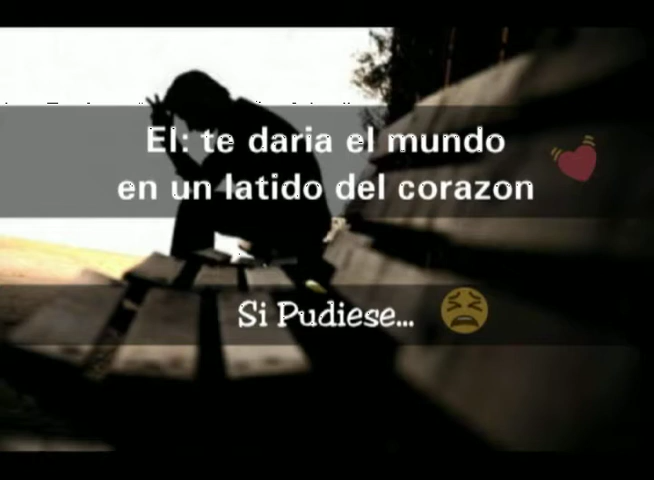 El: te daria el mundo
en un latido del corazon
Si Pudiese...